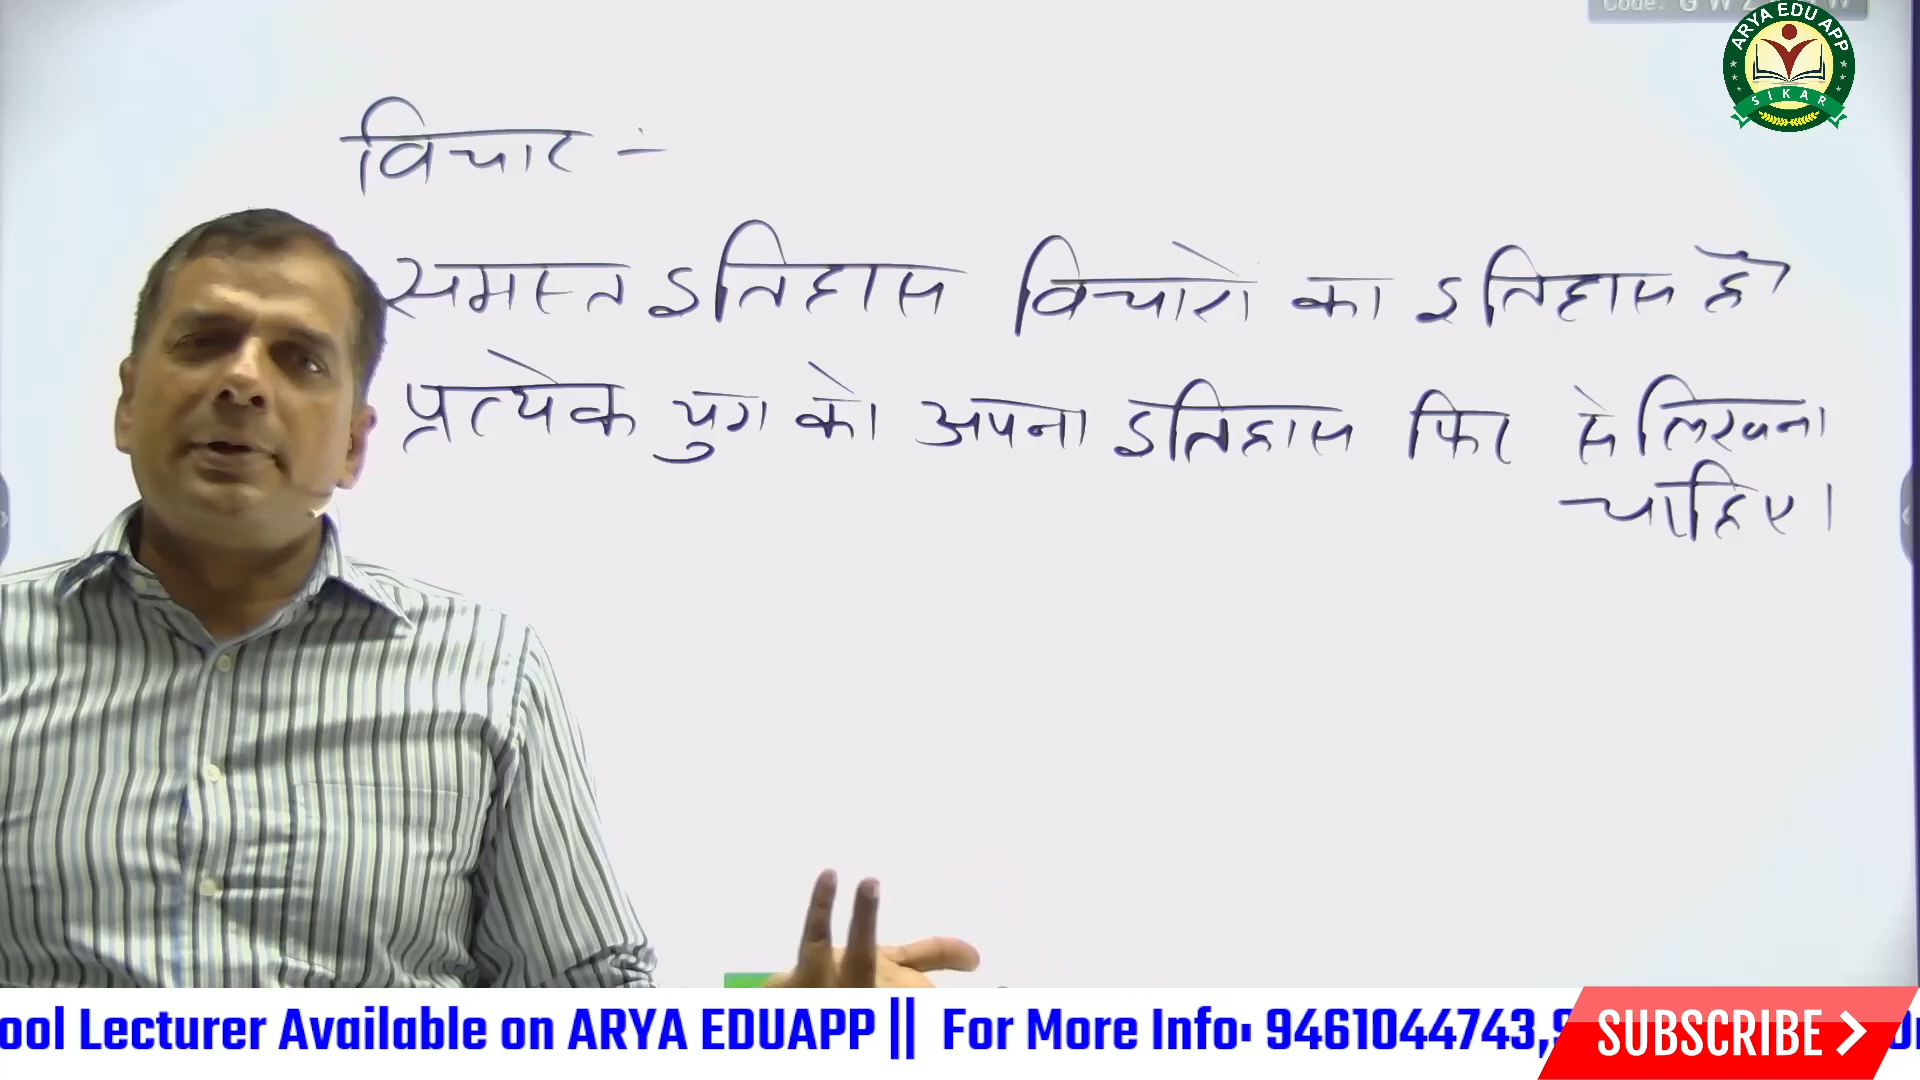 Code: G W Z
ARYA EDU APP
SIKAR
विचार :-
समस्त इतिहास विचारो का इतिहास है
प्रत्येक युग को अपना इतिहास फिर से लिखना
चाहिए।
ool Lecturer Available on ARYA EDUAPP || For More Info: 9461044743,
SUBSCRIBE